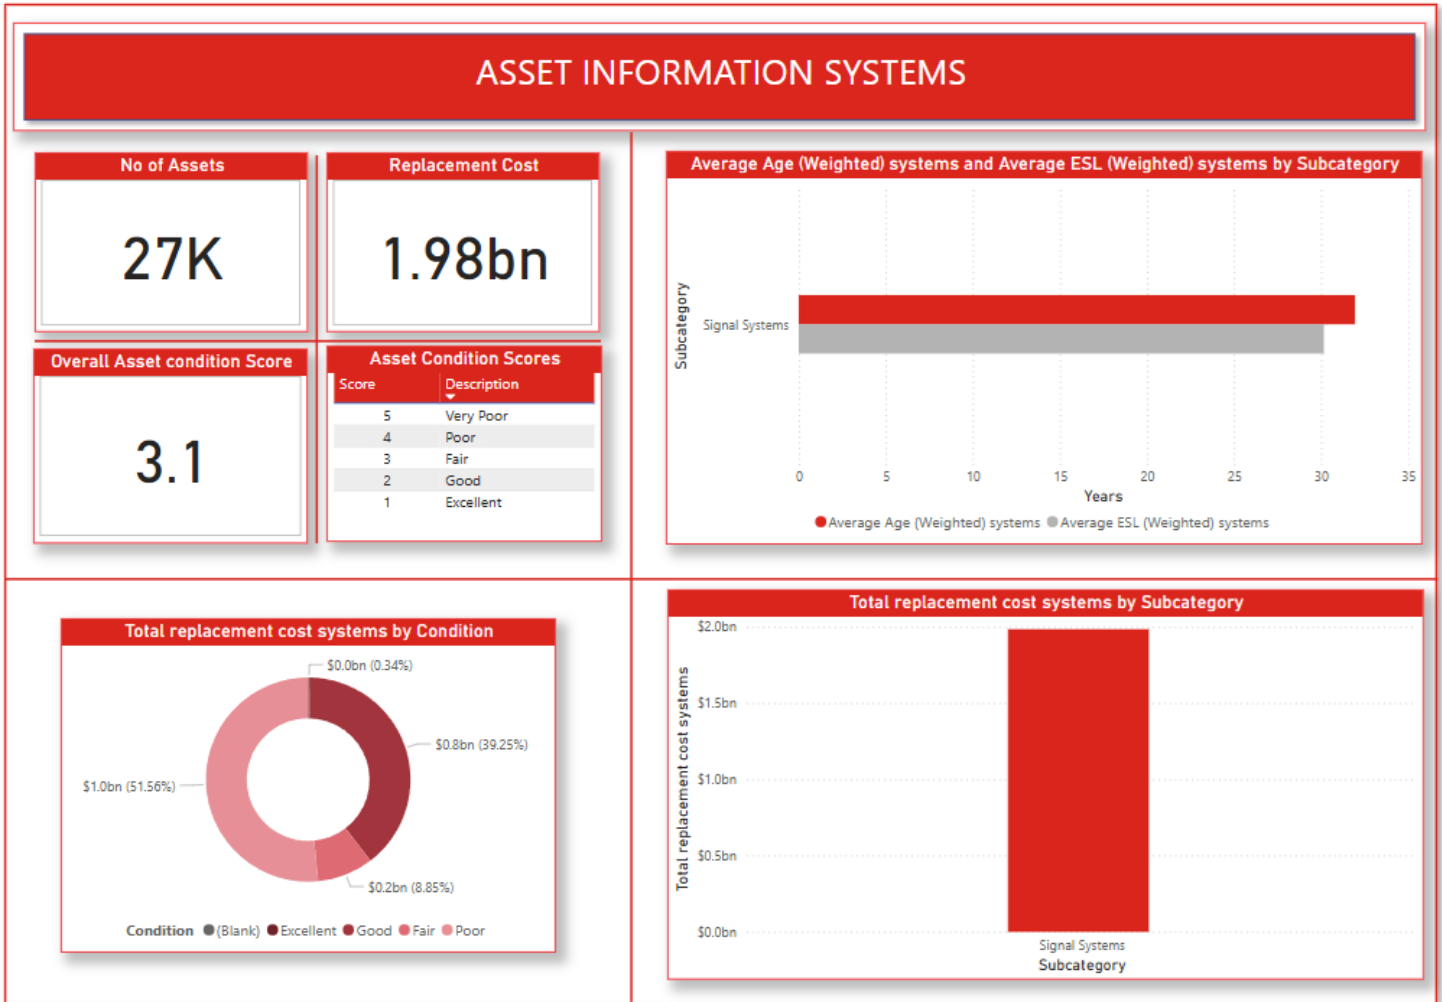 ASSET INFORMATION SYSTEMS
No of Assets
27K
Replacement Cost
1.98bn
Overall Asset condition Score
3.1
Asset Condition Scores
Score Description
5 Very Poor
4 Poor
3 Fair
2 Good
1 Excellent
Average Age (Weighted) systems and Average ESL (Weighted) systems by Subcategory
Subcategory
Signal Systems
0 5 10 15 20 25 30 35
Years
Average Age (Weighted) systems Average ESL (Weighted) systems
Total replacement cost systems by Condition
$0.0bn (0.34%)
$0.8bn (39.25%)
$1.0bn (51.56%)
$0.2bn (8.85%)
Condition (Blank) Excellent Good Fair Poor
Total replacement cost systems by Subcategory
Total replacement cost systems
$2.0bn
$1.5bn
$1.0bn
$0.5bn
$0.0bn
Signal Systems
Subcategory